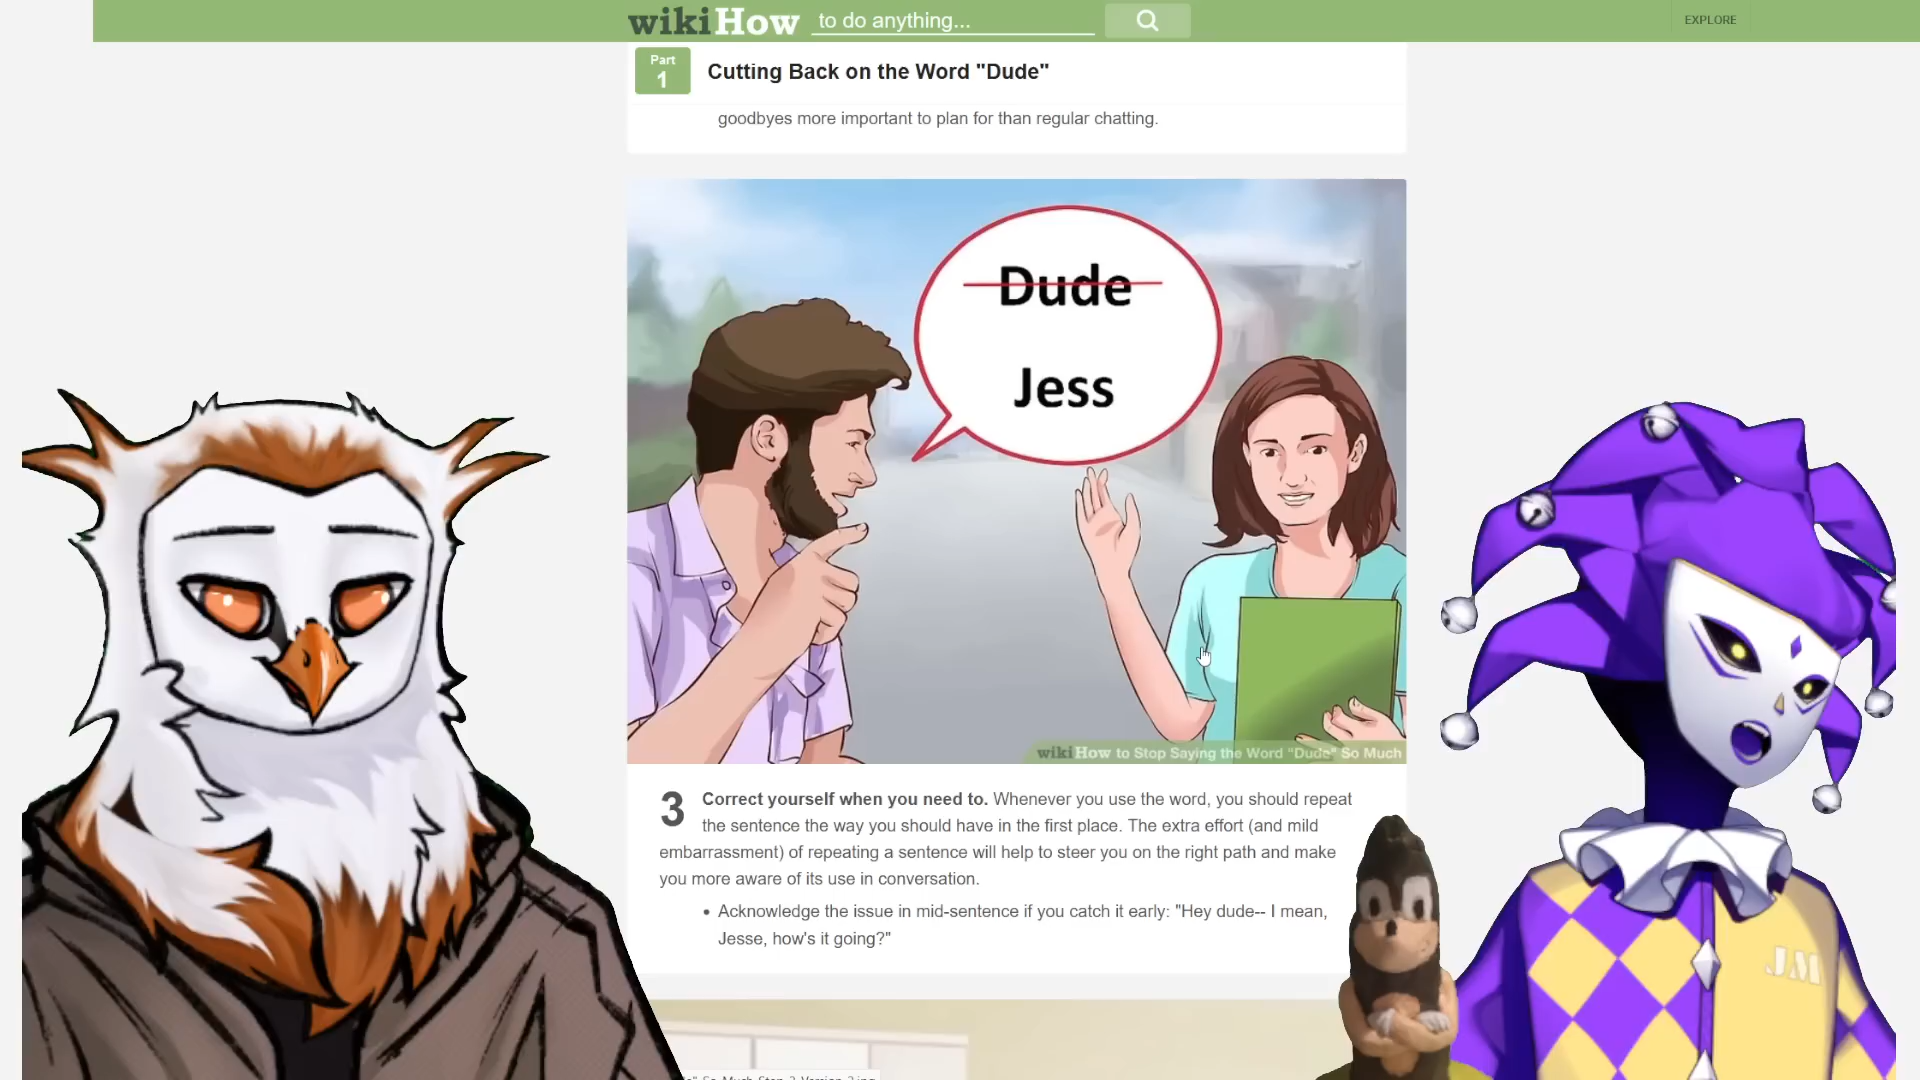 wikiHow to do anything...
EXPLORE
Part
1
Cutting Back on the Word "Dude"
goodbyes more important to plan for than regular chatting.
Dude
Jess
wikiHow to Stop Saying the Word "Dude" So Much
3 Correct yourself when you need to. Whenever you use the word, you should repeat
the sentence the way you should have in the first place. The extra effort (and mild
embarrassment) of repeating a sentence will help to steer you on the right path and make
you more aware of its use in conversation.
• Acknowledge the issue in mid-sentence if you catch it early: "Hey dude-- I mean,
Jesse, how's it going?"
JM